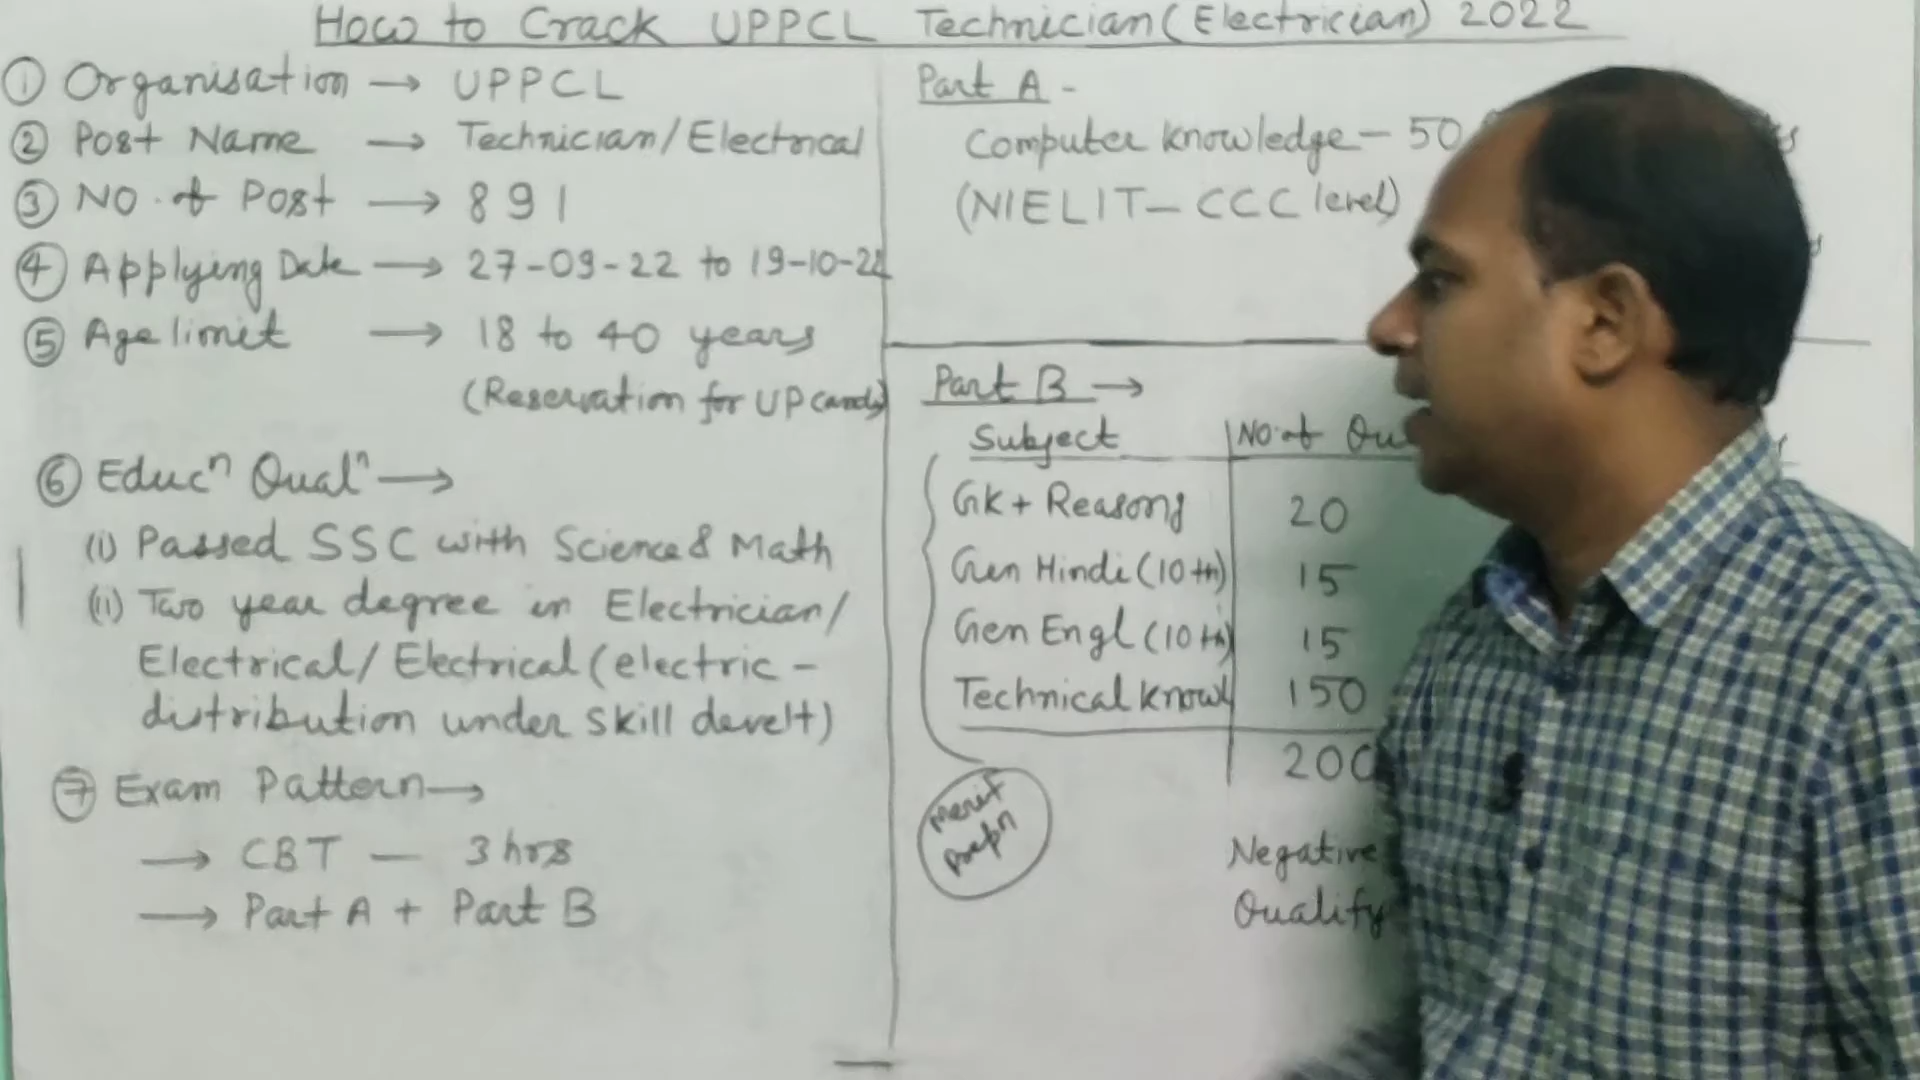 How to Crack UPPCL Technician (Electrician) 2022
① Organisation → UPPCL
② Post Name → Technician/Electrical
③ NO. of Post → 891
④ Applying Date → 27-09-22 to 19-10-22
⑤ Age limit → 18 to 40 years
(Reservation for UP cand)
⑥ Educⁿ Qualⁿ →
(i) Passed SSC with Science & Math
(ii) Two year degree in Electrician/
Electrical/Electrical (electric-
distribution under skill develt)
⑦ Exam Pattern →
→ CBT — 3 hrs
→ Part A + Part B
Part A -
Computer Knowledge - 50
(NIELIT - CCC level)
Part B →
Subject NO. of Qu
GK + Reasong 20
Gen Hindi (10th) 15
Gen Engl (10th) 15
Technical knowl 150
200
Merit
prepn
Negative
Qualify